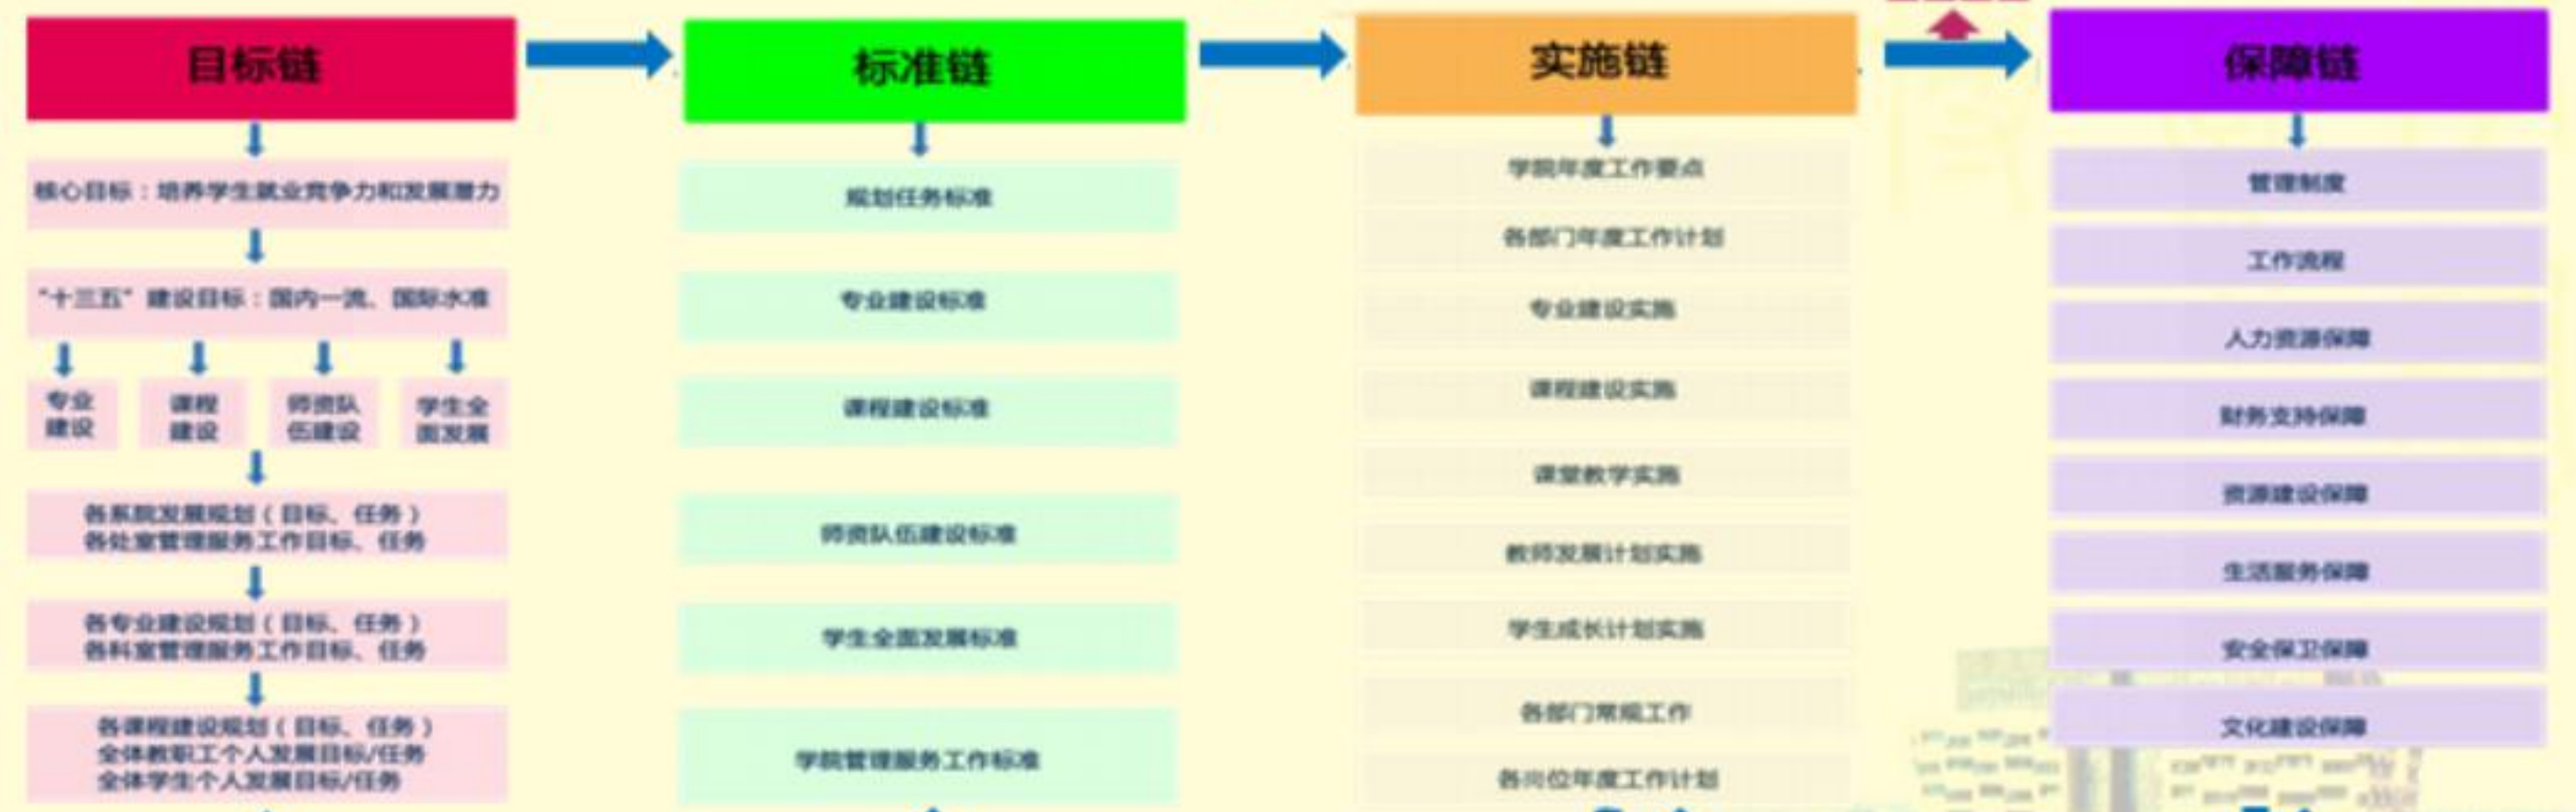 目标链
核心目标：培养学生就业竞争力和发展潜力
“十三五”建设目标：国内一流、国际水准
专业
建设
课程
建设
师资队
伍建设
学生全
面发展
各系院发展规划（目标、任务）
各处室管理服务工作目标、任务
各专业建设规划（目标、任务）
各科室管理服务工作目标、任务
各课程建设规划（目标、任务）
全体教职工个人发展目标/任务
全体学生个人发展目标/任务
标准链
规划任务标准
专业建设标准
课程建设标准
师资队伍建设标准
学生全面发展标准
学院管理服务工作标准
实施链
学院年度工作要点
各部门年度工作计划
专业建设实施
课程建设实施
课堂教学实施
教师发展计划实施
学生成长计划实施
各部门常规工作
各岗位年度工作计划
保障链
管理制度
工作流程
人力资源保障
财务支持保障
资源建设保障
生活服务保障
安全保卫保障
文化建设保障